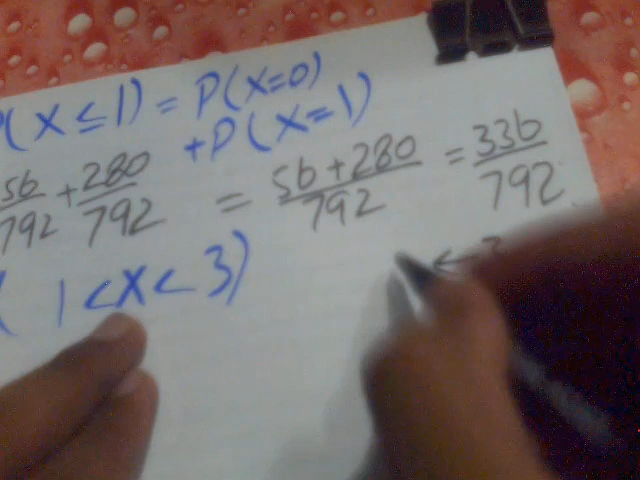 P(X ≤ 1) = P(X=0)
+P(X=1)
56/792 + 280/792 = 56+280/792 = 336/792
( 1 < X < 3)